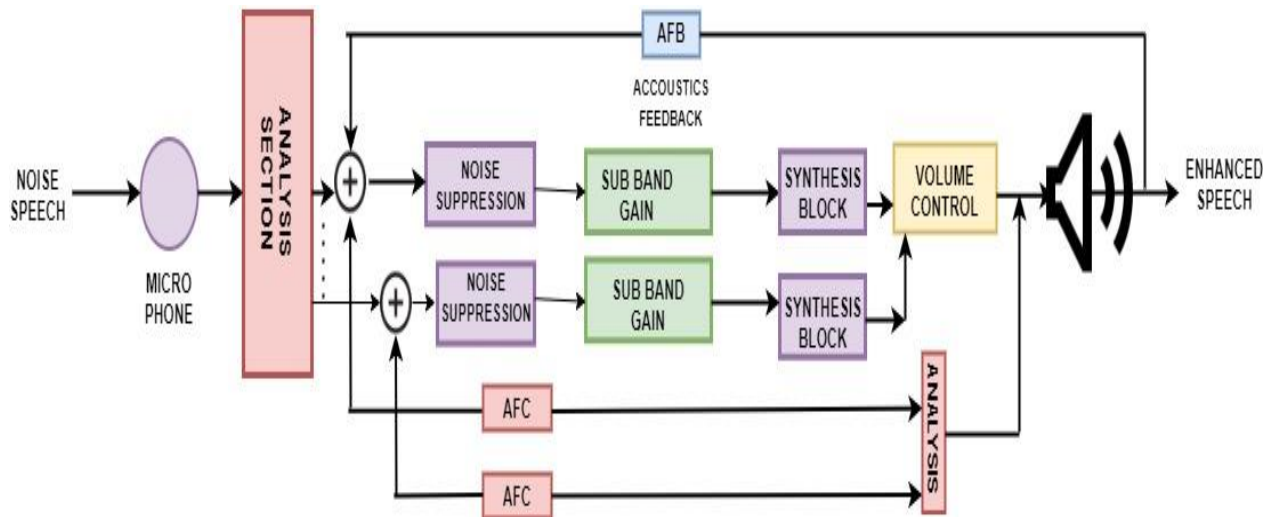 AFB
ACCOUSTICS
FEEDBACK
NOISE
SPEECH
MICRO
PHONE
ANALYSIS
SECTION
+
NOISE
SUPPRESSION
SUB BAND
GAIN
SYNTHESIS
BLOCK
VOLUME
CONTROL
ENHANCED
SPEECH
+
NOISE
SUPPRESSION
SUB BAND
GAIN
SYNTHESIS
BLOCK
AFC
AFC
ANALYSIS